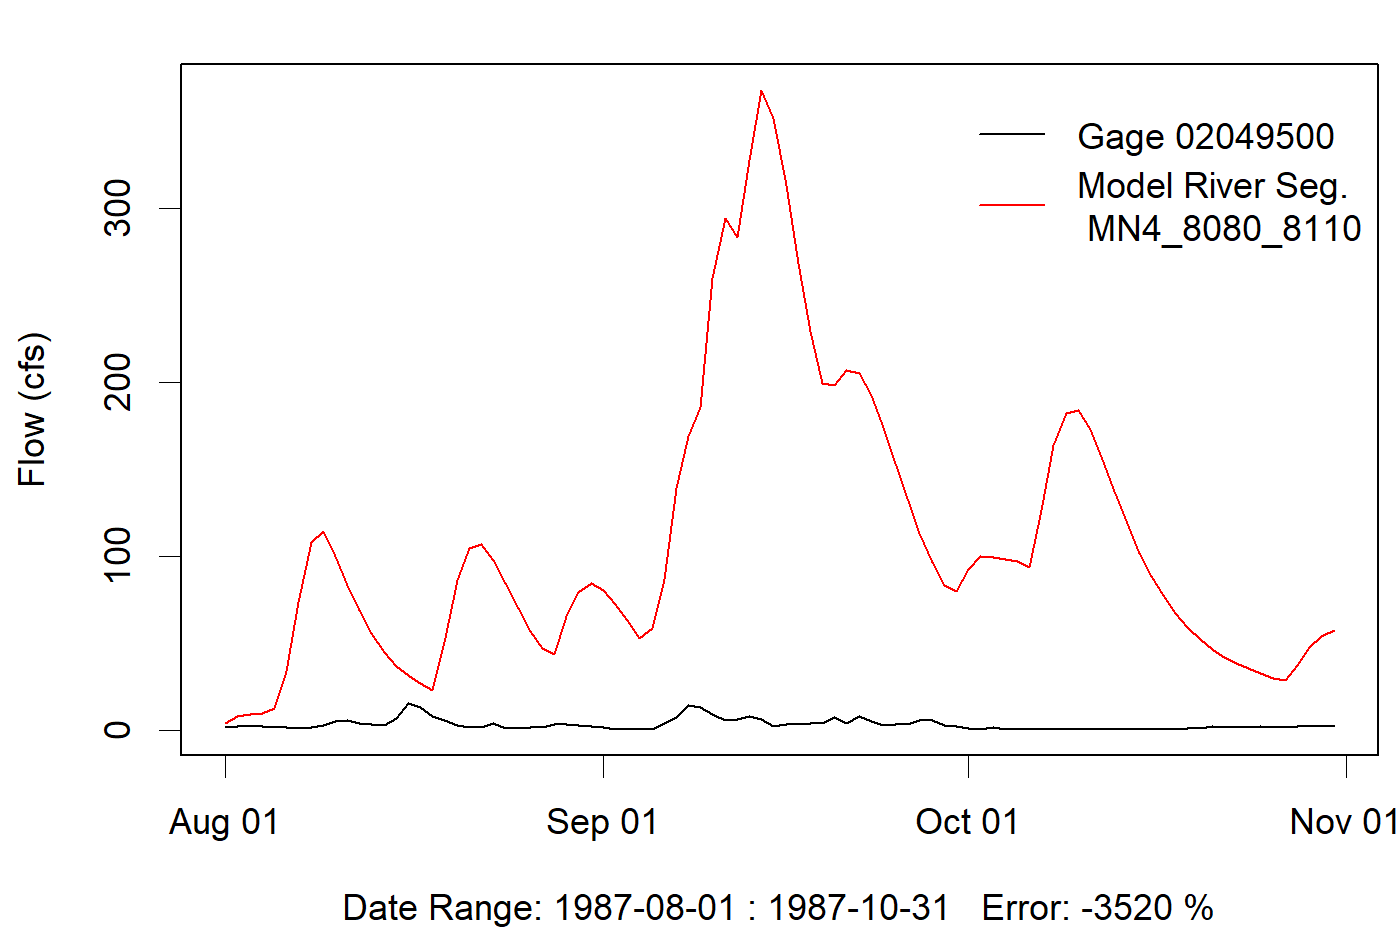 Gage 02049500
Model River Seg.
MN4_8080_8110
Flow (cfs)
300
200
100
0
Aug 01
Sep 01
Oct 01
Nov 01
Date Range: 1987-08-01 : 1987-10-31 Error: -3520 %